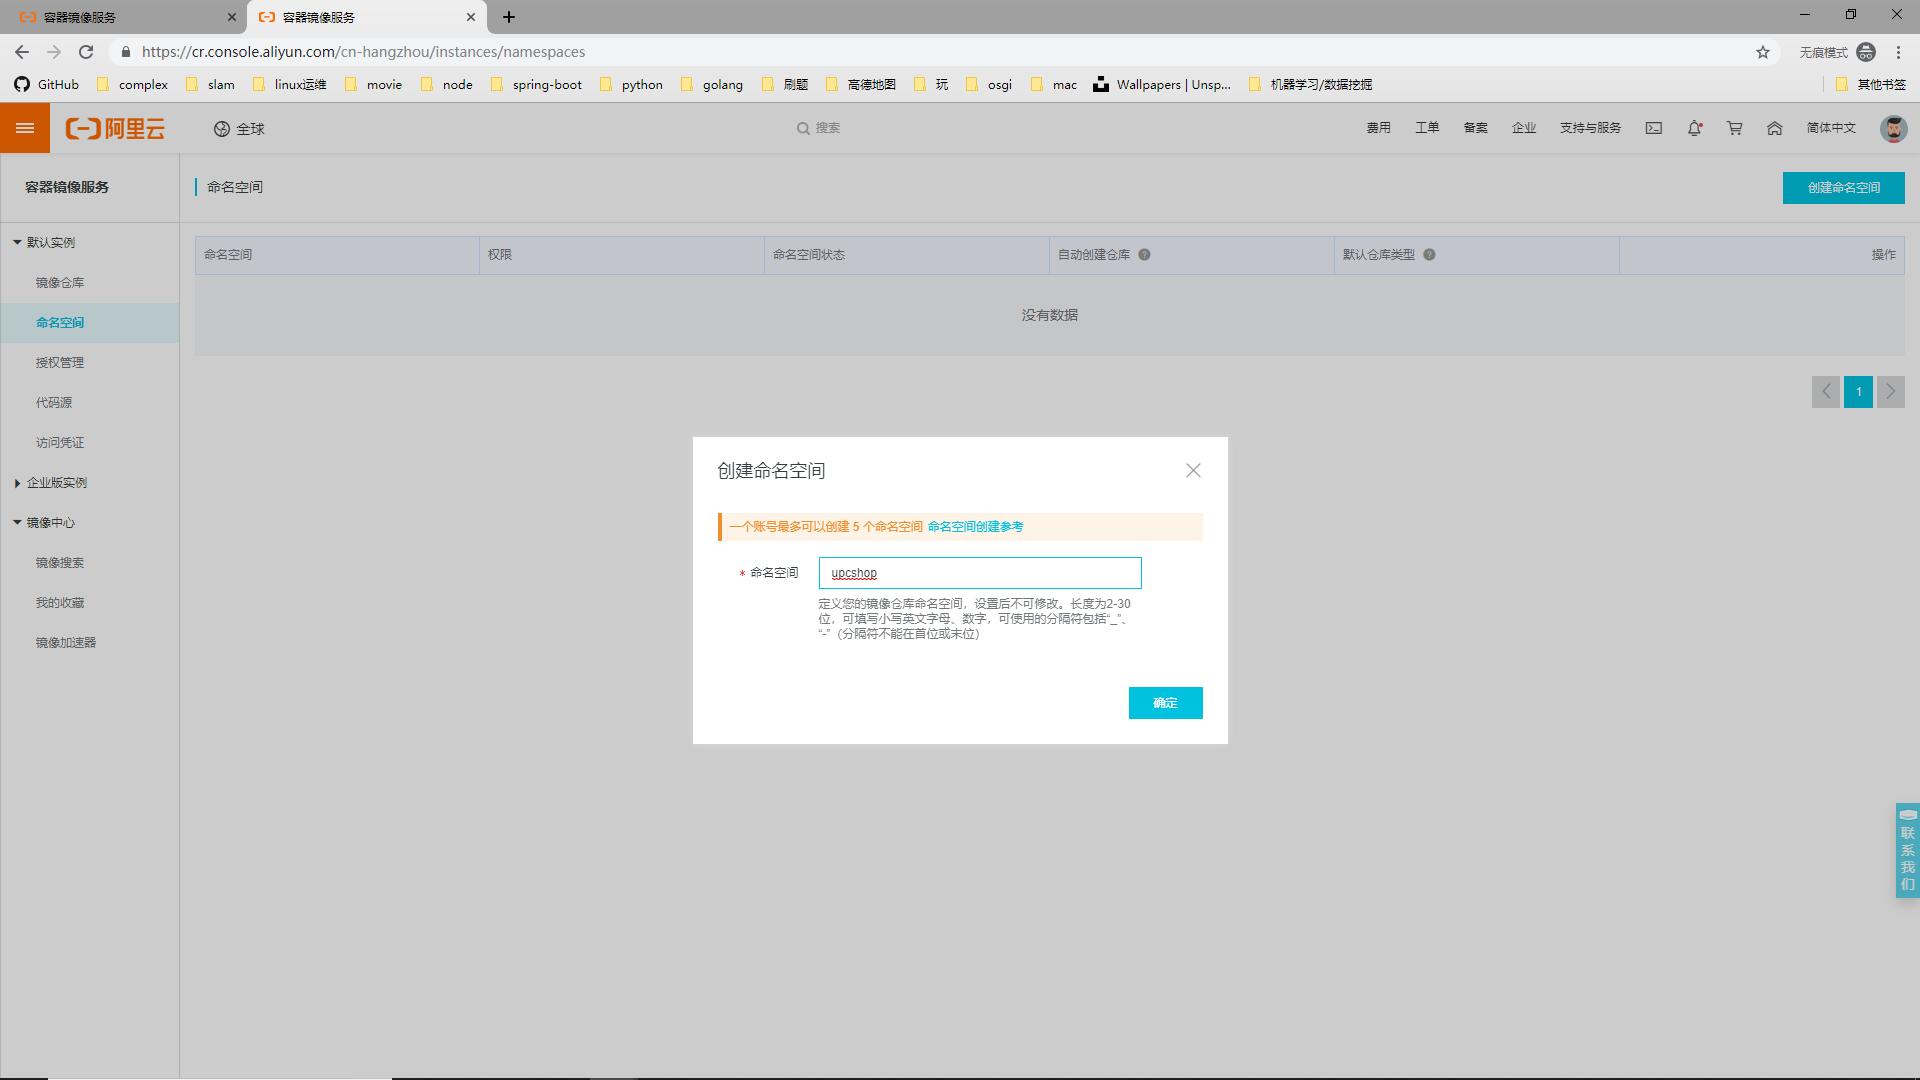 容器镜像服务
容器镜像服务
https://cr.console.aliyun.com/cn-hangzhou/instances/namespaces
无痕模式
GitHub complex slam linux运维 movie node spring-boot python golang 刷题 高德地图 玩 osgi mac Wallpapers | Unsp... 机器学习/数据挖掘 其他书签
阿里云 全球 搜索 费用 工单 备案 企业 支持与服务 简体中文
容器镜像服务
命名空间
创建命名空间
默认实例
镜像仓库
命名空间
授权管理
代码源
访问凭证
企业版实例
镜像中心
镜像搜索
我的收藏
镜像加速器
命名空间 权限 命名空间状态 自动创建仓库 默认仓库类型 操作
没有数据
1
创建命名空间
一个账号最多可以创建 5 个命名空间 命名空间创建参考
* 命名空间 upcshop
定义您的镜像仓库命名空间，设置后不可修改。长度为2-30
位，可填写小写英文字母、数字，可使用的分隔符包括“_”、
“-”（分隔符不能在首位或末位）
确定
联
系
我
们